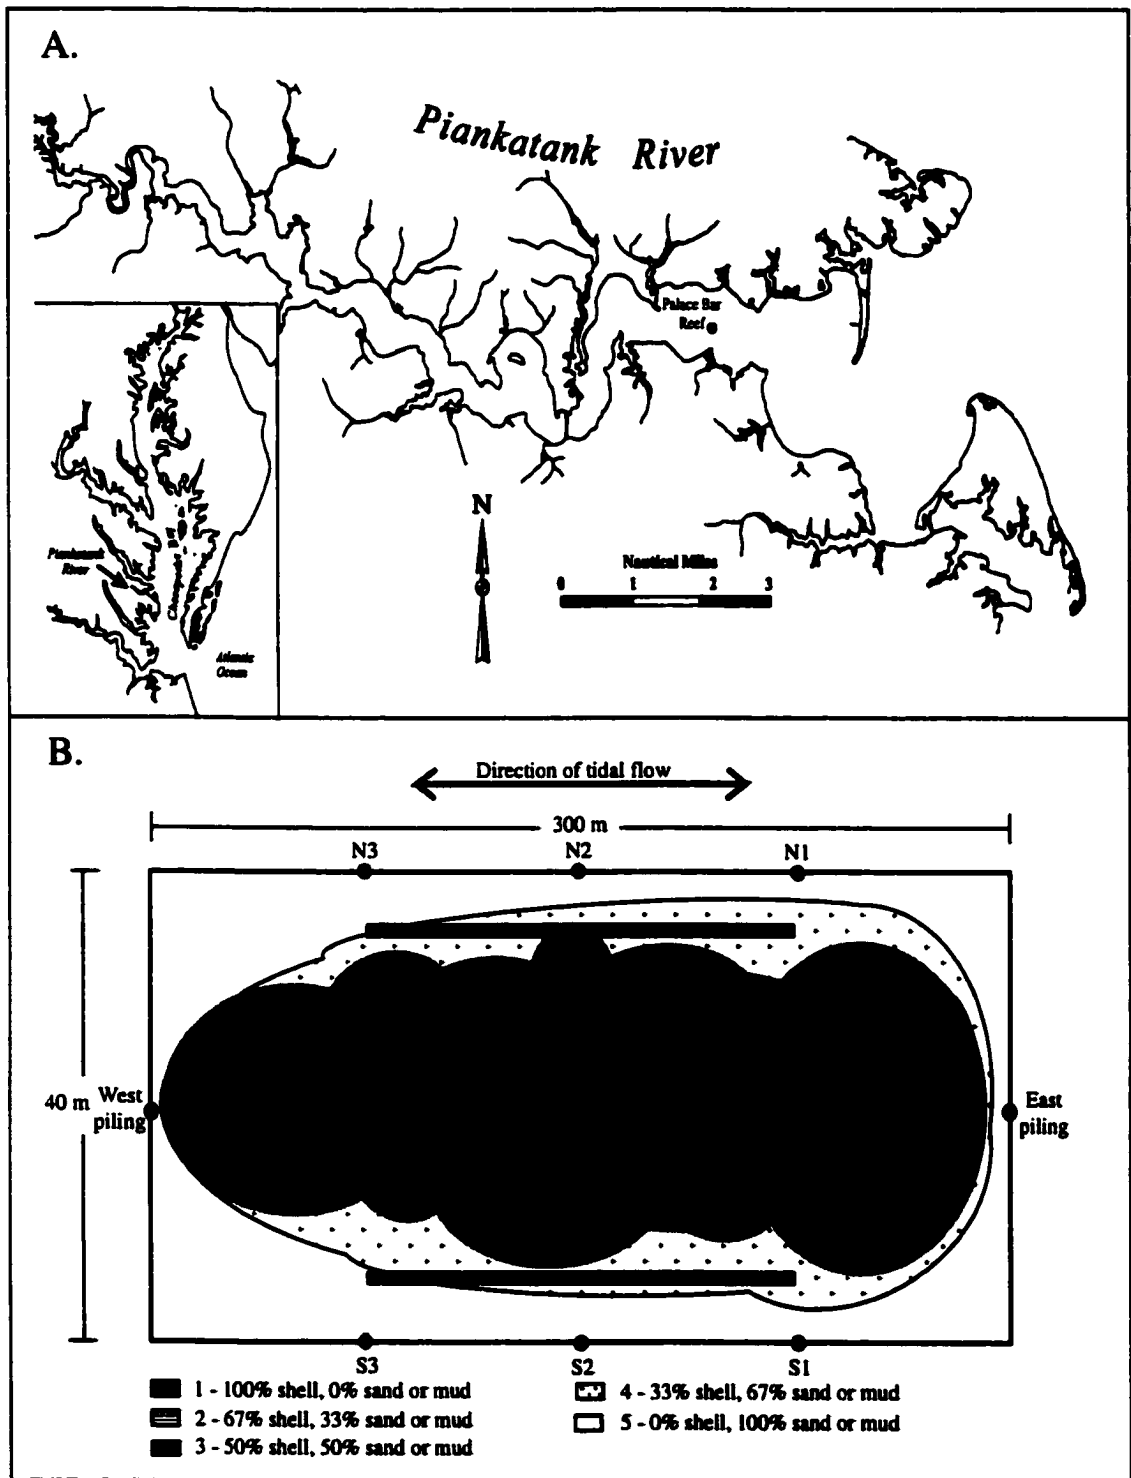 A.
Piankatank River
Palace Bar
Reef
N
Nautical Miles
0 1 2 3
Piankatank
River
Chesapeake Bay
Atlantic
Ocean
B.
Direction of tidal flow
300 m
N3 N2 N1
40 m
West
piling
East
piling
S3 S2 S1
1 - 100% shell, 0% sand or mud
2 - 67% shell, 33% sand or mud
3 - 50% shell, 50% sand or mud
4 - 33% shell, 67% sand or mud
5 - 0% shell, 100% sand or mud